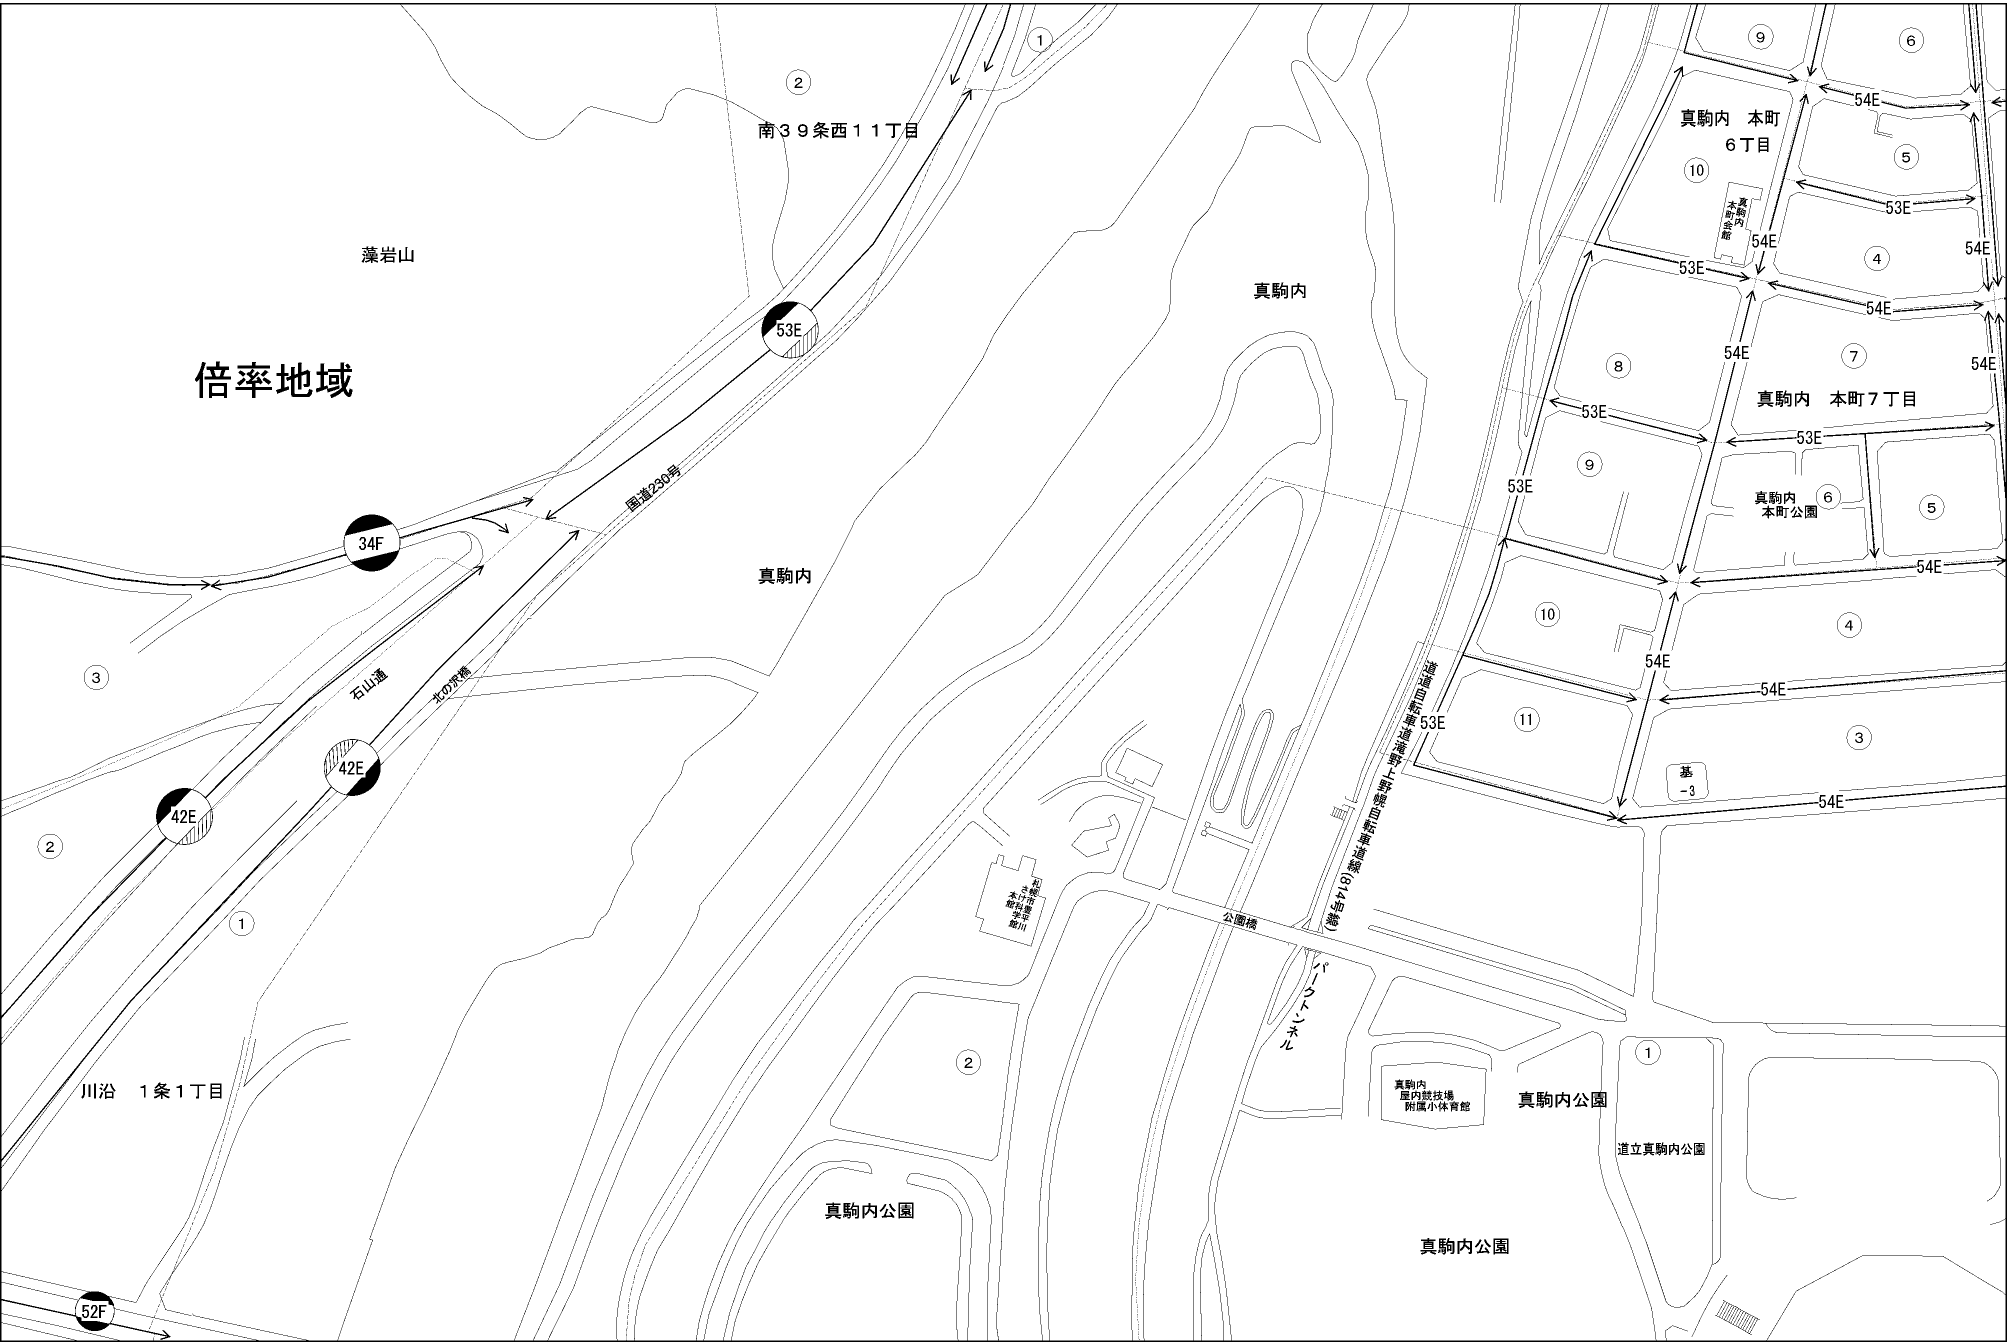 ①
⑨
⑥
②
54E
南３９条西１１丁目
真駒内　本町
６丁目
⑤
⑩
53E
真駒内
本町会館
54E
54E
藻岩山
④
53E
真駒内
54E
53E
倍率地域
54E
⑦
54E
⑧
真駒内　本町７丁目
53E
53E
国道230号
⑨
53E
真駒内
本町公園
⑥
⑤
34F
真駒内
54E
⑩
④
54E
③
石山通
北の沢橋
54E
道道自転車道滝野上野幌自転車道線(814号線)
53E
⑪
③
42E
基
-3
54E
42E
②
札幌市豊平川
さけ科学館
本館
①
公園橋
パークトンネル
②
①
川沿　１条１丁目
真駒内
屋内競技場
附属小体育館
真駒内公園
道立真駒内公園
真駒内公園
真駒内公園
52F